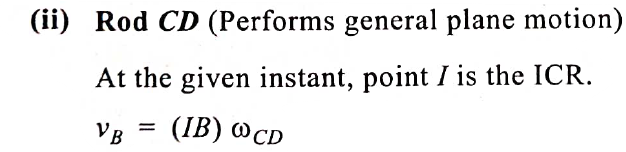 (ii) Rod CD (Performs general plane motion)
At the given instant, point I is the ICR.
v_B = (IB) ω_CD